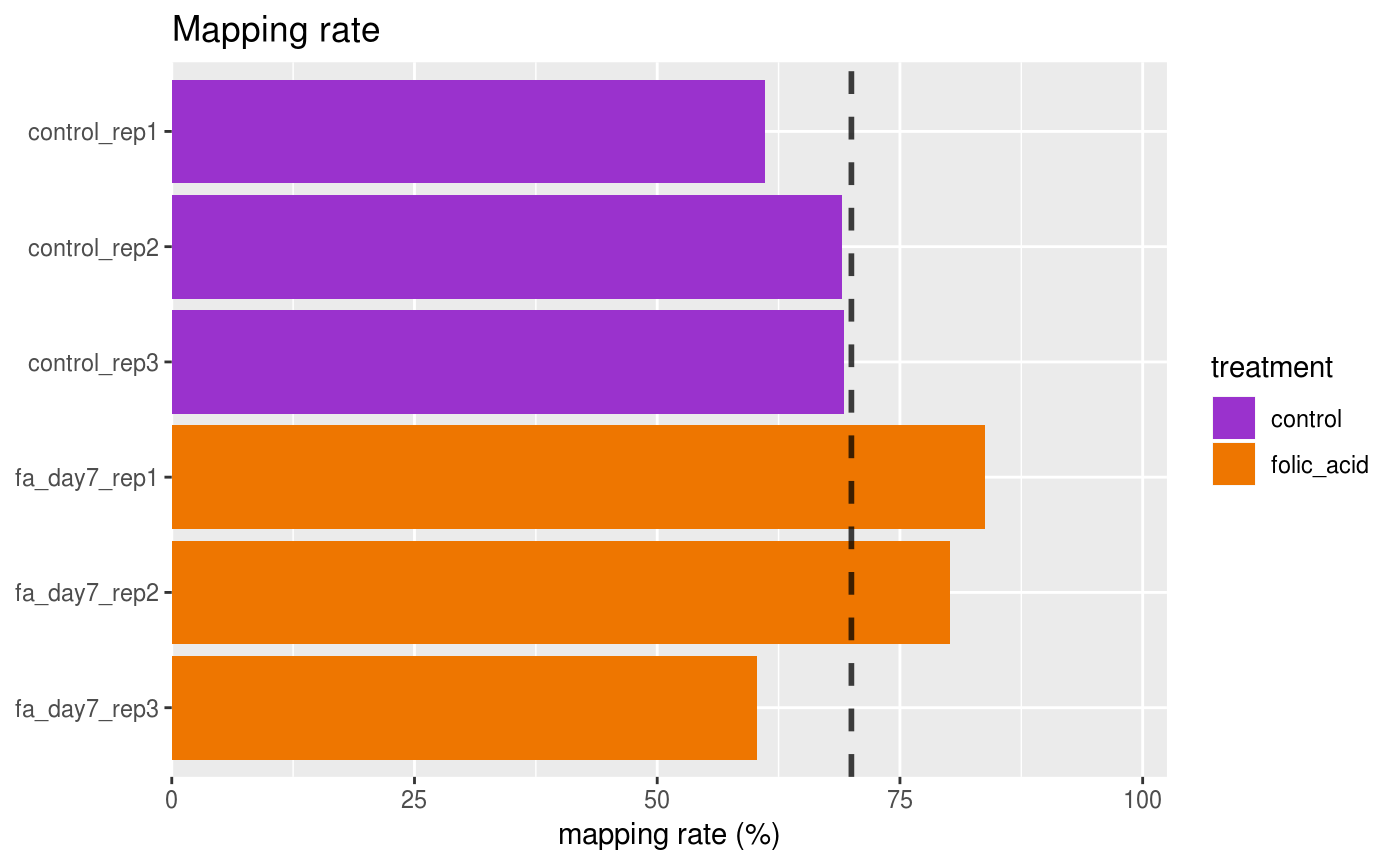 Mapping rate
control_rep1
control_rep2
control_rep3
fa_day7_rep1
fa_day7_rep2
fa_day7_rep3
0 25 50 75 100
mapping rate (%)
treatment
control
folic_acid